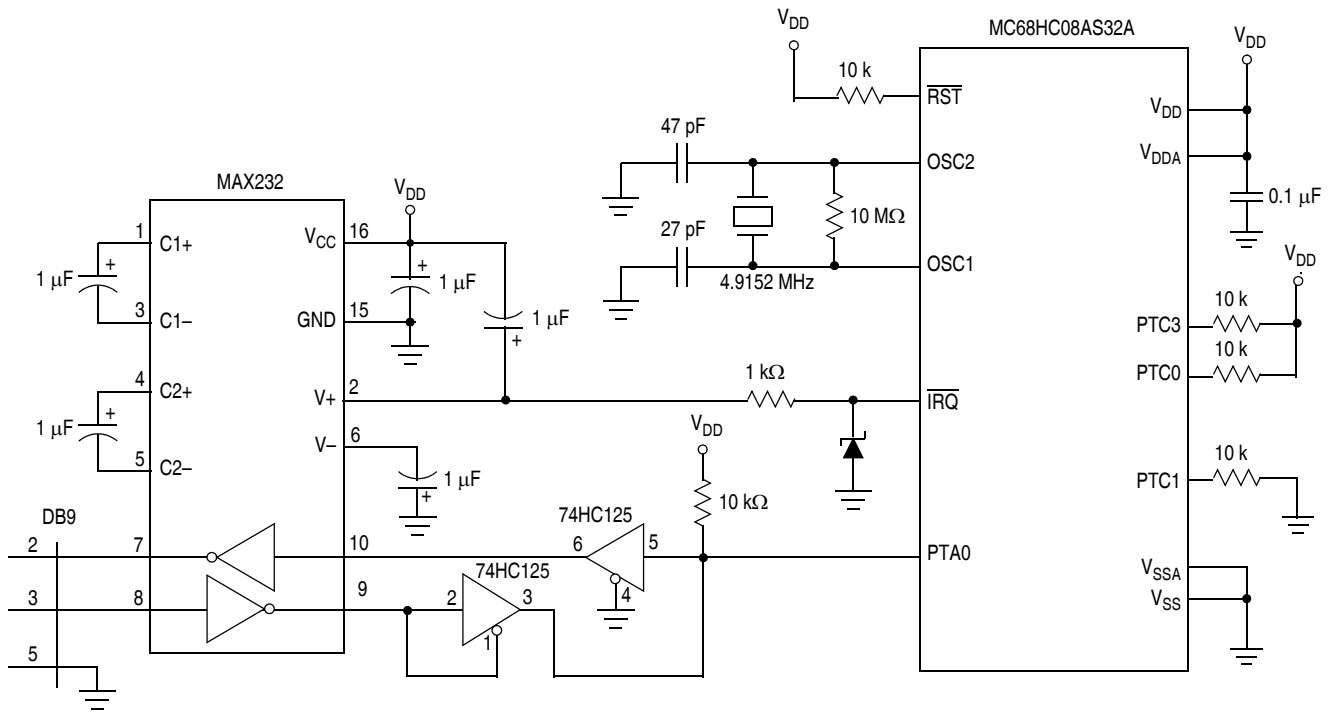 V_DD
MC68HC08AS32A
V_DD
10 k
RST
V_DD
47 pF
OSC2
V_DDA
MAX232
V_DD
10 MΩ
0.1 μF
1
C1+
V_CC
16
27 pF
OSC1
V_DD
1 μF
+
+
1 μF
4.9152 MHz
3
C1–
GND
15
1 μF
+
PTC3
10 k
4
C2+
V+
2
1 kΩ
IRQ
PTC0
10 k
1 μF
+
V–
6
V_DD
5
C2–
1 μF
+
10 kΩ
PTC1
10 k
DB9
74HC125
2
7
10
6
5
PTA0
4
74HC125
V_SSA
3
8
9
2
3
V_SS
1
5